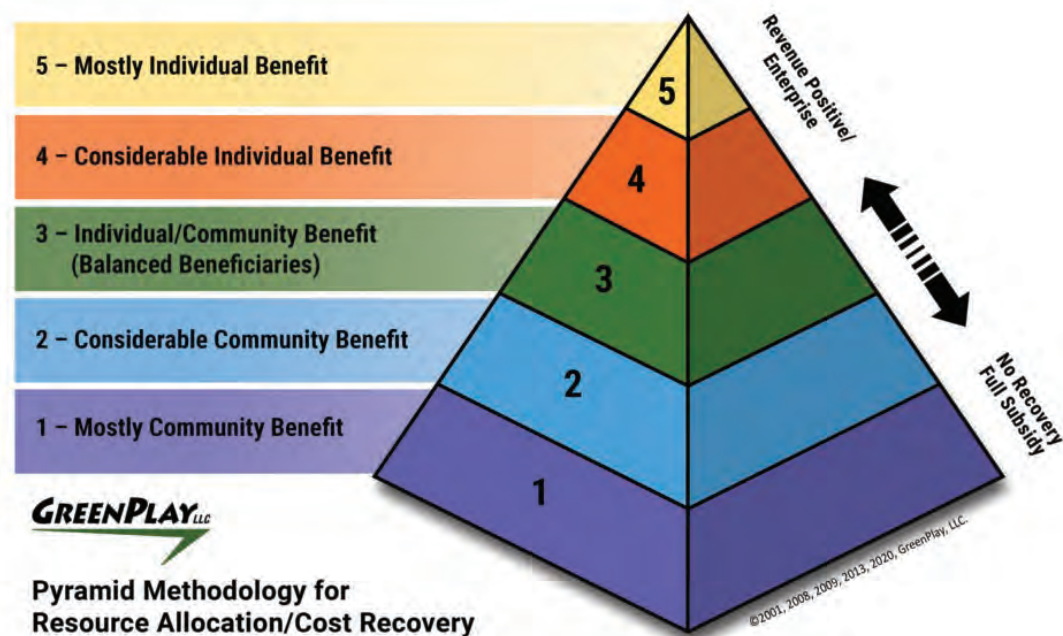 5 – Mostly Individual Benefit
4 – Considerable Individual Benefit
3 – Individual/Community Benefit
(Balanced Beneficiaries)
2 – Considerable Community Benefit
1 – Mostly Community Benefit
5
4
3
2
1
Revenue Positive/
Enterprise
No Recovery
Full Subsidy
©2001, 2008, 2009, 2013, 2020, GreenPlay, LLC.
GREENPLAY LLC
Pyramid Methodology for
Resource Allocation/Cost Recovery